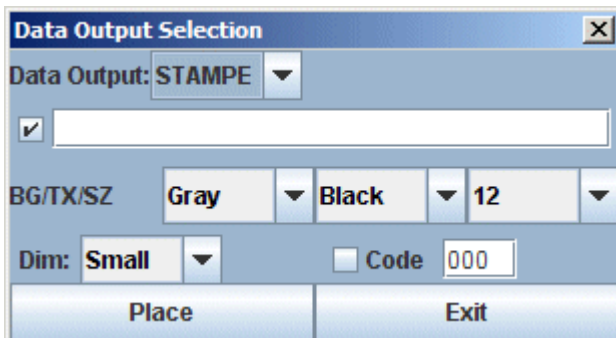 Data Output Selection
Data Output: STAMPE
BG/TX/SZ Gray Black 12
Dim: Small Code 000
Place Exit